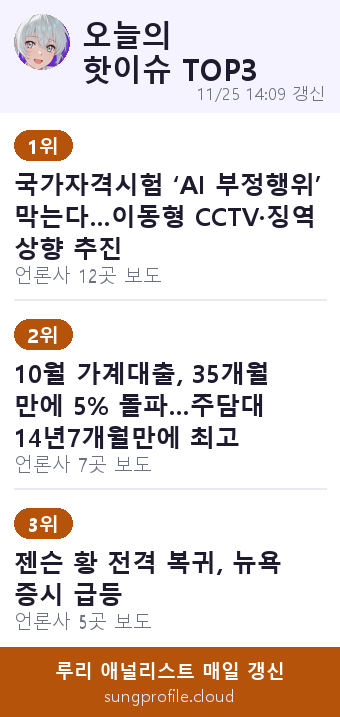 오늘의
핫이슈 TOP3
11/25 14:09 갱신
1위
국가자격시험 ‘AI 부정행위’
막는다…이동형 CCTV·징역
상향 추진
언론사 12곳 보도
2위
10월 가계대출, 35개월
만에 5% 돌파…주담대
14년7개월만에 최고
언론사 7곳 보도
3위
젠슨 황 전격 복귀, 뉴욕
증시 급등
언론사 5곳 보도
루리 애널리스트 매일 갱신
sungprofile.cloud